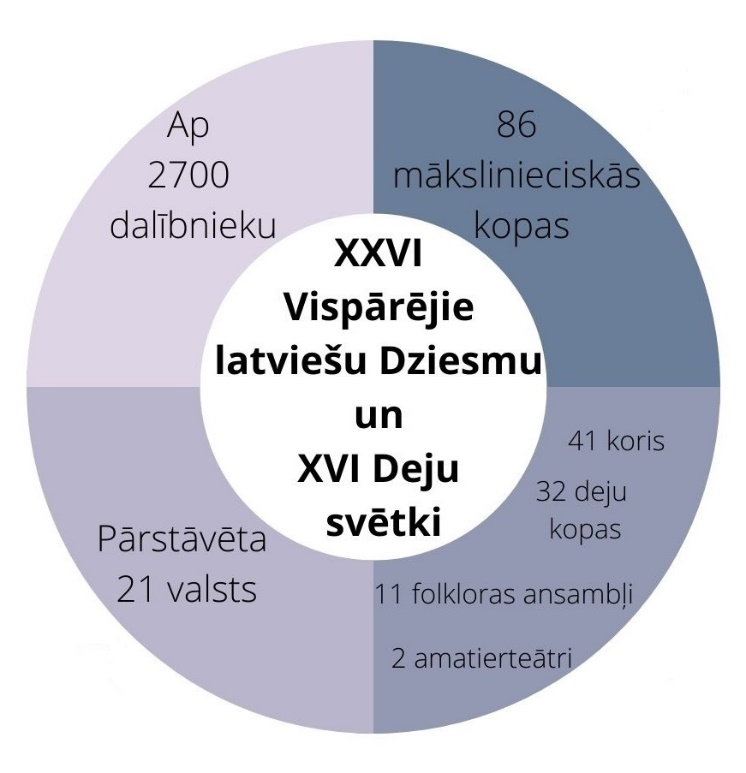 Ap
2700
dalībnieku
86
mākslinieciskās
kopas
XXVI
Vispārējie
latviešu Dziesmu
un
XVI Deju
svētki
41 koris
32 deju
kopas
11 folkloras ansambļi
2 amatierteātri
Pārstāvēta
21 valsts